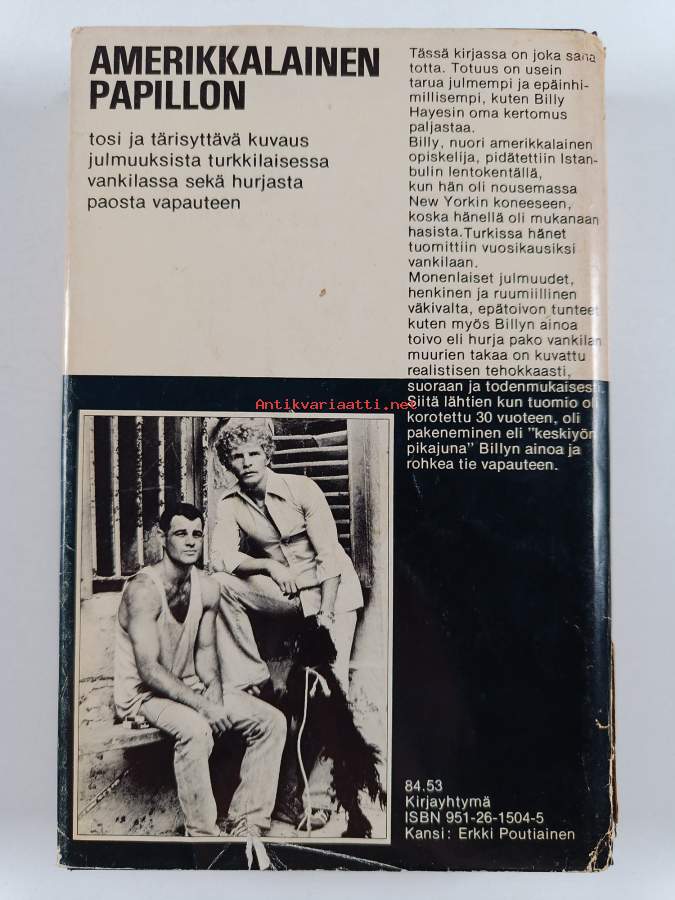 AMERIKKALAINEN
PAPILLON
tosi ja tärisyttävä kuvaus
julmuuksista turkkilaisessa
vankilassa sekä hurjasta
paosta vapauteen
Tässä kirjassa on joka sana
totta. Totuus on usein
tarua julmempi ja epäinhi-
millisempi, kuten Billy
Hayesin oma kertomus
paljastaa.
Billy, nuori amerikkalainen
opiskelija, pidätettiin Istan-
bulin lentokentällä,
kun hän oli nousemassa
New Yorkin koneeseen,
koska hänellä oli mukanaan
hasista. Turkissa hänet
tuomittiin vuosikausiksi
vankilaan.
Monenlaiset julmuudet,
henkinen ja ruumiillinen
väkivalta, epätoivon tunteet
kuten myös Billyn ainoa
toivo eli hurja pako vankilan
muurien takaa on kuvattu
realistisen tehokkaasti,
suoraan ja todenmukaisesti
Siitä lähtien kun tuomio oli
korotettu 30 vuoteen, oli
pakeneminen eli "keskiyön
pikajuna" Billyn ainoa ja
rohkea tie vapauteen.
Antikvariaatti.net
84.53
Kirjayhtymä
ISBN 951-26-1504-5
Kansi: Erkki Poutiainen